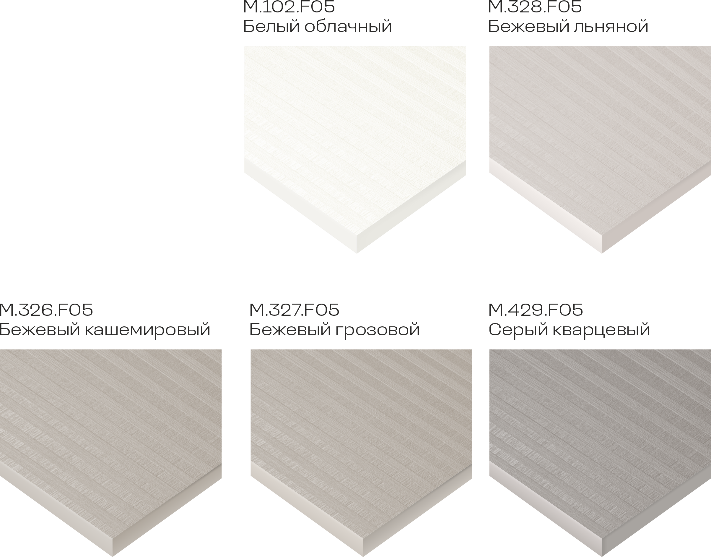 M.102.F05
Белый облачный
M.328.F05
Бежевый льняной
M.326.F05
Бежевый кашемировый
M.327.F05
Бежевый грозовой
M.429.F05
Серый кварцевый